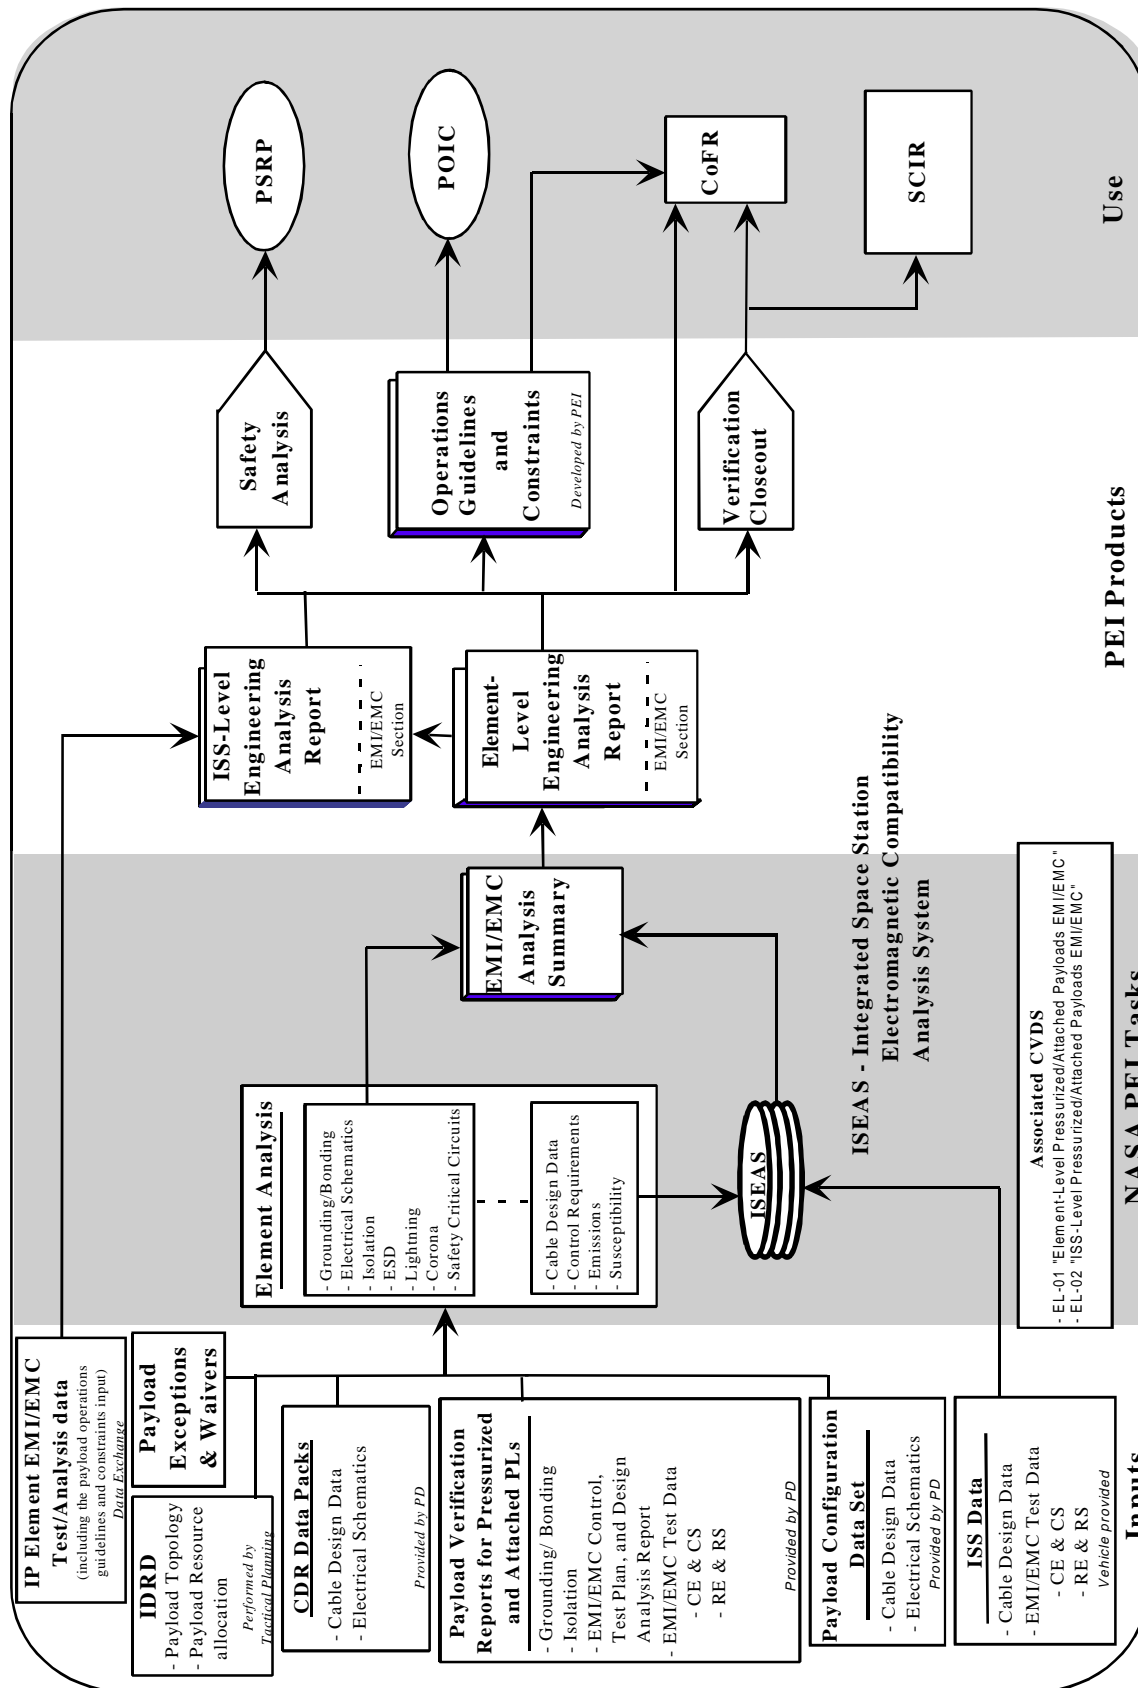 IP Element EMI/EMC
Test/Analysis data
(including the payload operations
guidelines and constraints input)
Data Exchange
IDRD
- Payload Topology
- Payload Resource
allocation
Performed by
Tactical Planning
Payload
Exceptions
& Waivers
CDR Data Packs
- Cable Design Data
- Electrical Schematics
Provided by PD
Payload Verification
Reports for Pressurized
and Attached PLs
- Grounding/ Bonding
- Isolation
- EMI/EMC Control,
Test Plan, and Design
Analysis Report
- EMI/EMC Test Data
- CE & CS
- RE & RS
Provided by PD
Payload Configuration
Data Set
- Cable Design Data
- Electrical Schematics
Provided by PD
ISS Data
- Cable Design Data
- EMI/EMC Test Data
- CE & CS
- RE & RS
Vehicle provided
Inputs
Element Analysis
- Grounding/Bonding
- Electrical Schematics
- Isolation
- ESD
- Lightning
- Corona
- Safety Critical Circuits
- Cable Design Data
- Control Requirements
- Emissions
- Susceptibility
ISEAS
EMI/EMC
Analysis
Summary
ISEAS - Integrated Space Station
Electromagnetic Compatibility
Analysis System
Associated CVDS
- EL-01 "Element-Level Pressurized/Attached Payloads EMI/EMC"
- EL-02 "ISS-Level Pressurized/Attached Payloads EMI/EMC"
NASA PEI Tasks
ISS-Level
Engineering
Analysis
Report
EMI/EMC
Section
Element-
Level
Engineering
Analysis
Report
EMI/EMC
Section
Safety
Analysis
Operations
Guidelines
and
Constraints
Developed by PEI
Verification
Closeout
PEI Products
PSRP
POIC
CoFR
SCIR
Use